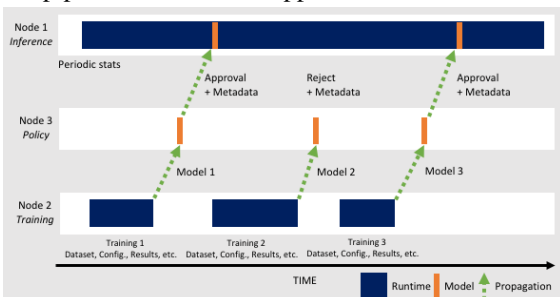 Node 1
Inference
Periodic stats
Approval
+ Metadata
Reject
+ Metadata
Approval
+ Metadata
Node 3
Policy
Model 1
Model 2
Model 3
Node 2
Training
Training 1
Dataset, Config., Results, etc.
Training 2
Dataset, Config., Results, etc.
Training 3
Dataset, Config., Results, etc.
TIME
Runtime
Model
Propagation